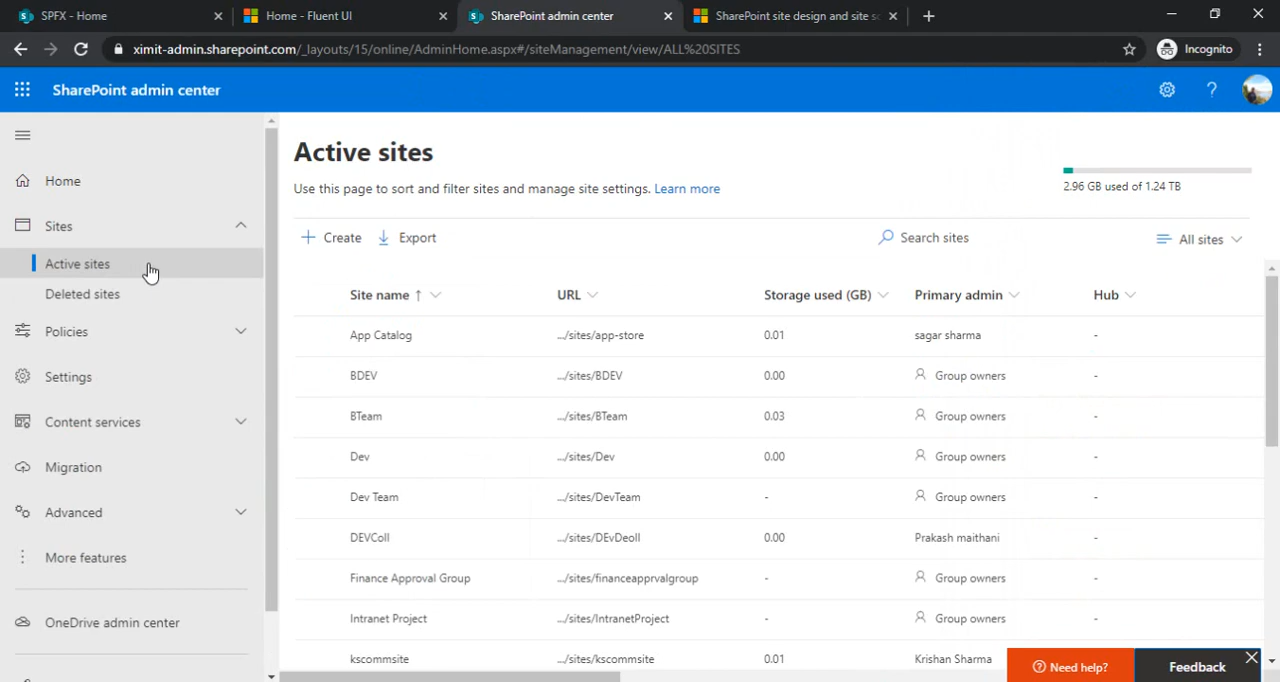 SPFX - Home
Home - Fluent UI
SharePoint admin center
SharePoint site design and site sc
ximit-admin.sharepoint.com/_layouts/15/online/AdminHome.aspx#/siteManagement/view/ALL%20SITES
Incognito
SharePoint admin center
?
Home
Sites
Active sites
Deleted sites
Policies
Settings
Content services
Migration
Advanced
More features
OneDrive admin center
Active sites
Use this page to sort and filter sites and manage site settings. Learn more
2.96 GB used of 1.24 TB
Create Export Search sites All sites
Site name URL Storage used (GB) Primary admin Hub
App Catalog .../sites/app-store 0.01 sagar sharma -
BDEV .../sites/BDEV 0.00 Group owners -
BTeam .../sites/BTeam 0.03 Group owners -
Dev .../sites/Dev 0.00 Group owners -
Dev Team .../sites/DevTeam - Group owners -
DEVColl .../sites/DEvDeoll 0.00 Prakash maithani -
Finance Approval Group .../sites/financeapprvalgroup - Group owners -
Intranet Project .../sites/IntranetProject - Group owners -
kscommsite .../sites/kscommsite 0.01 Krishan Sharma
Need help?
Feedback